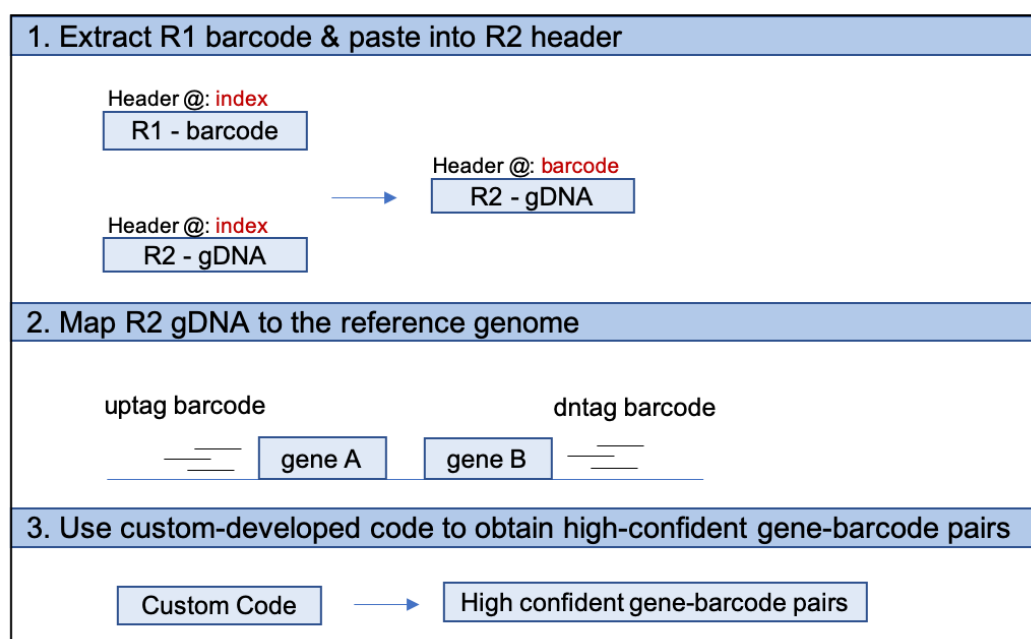 1. Extract R1 barcode & paste into R2 header
Header @: index
R1 - barcode
Header @: barcode
R2 - gDNA
Header @: index
R2 - gDNA
2. Map R2 gDNA to the reference genome
uptag barcode
dntag barcode
gene A
gene B
3. Use custom-developed code to obtain high-confident gene-barcode pairs
Custom Code
High confident gene-barcode pairs